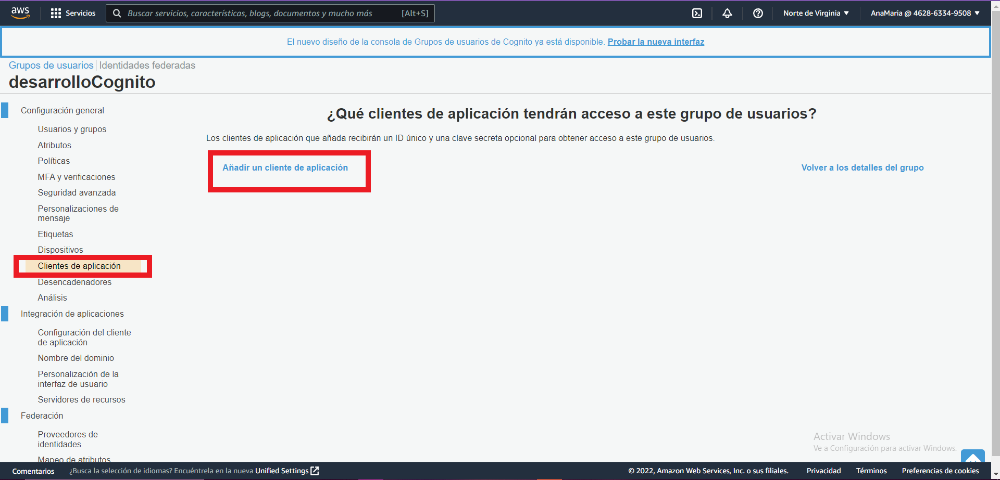 aws Servicios Buscar servicios, características, blogs, documentos y mucho más [Alt+S] Norte de Virginia ▼ AnaMaria @ 4628-6334-9508 ▼
El nuevo diseño de la consola de Grupos de usuarios de Cognito ya está disponible. Probar la nueva interfaz
Grupos de usuarios | Identidades federadas
desarrolloCognito
Configuración general
Usuarios y grupos
Atributos
Políticas
MFA y verificaciones
Seguridad avanzada
Personalizaciones de
mensaje
Etiquetas
Dispositivos
Clientes de aplicación
Desencadenadores
Análisis
Integración de aplicaciones
Configuración del cliente
de aplicación
Nombre del dominio
Personalización de la
interfaz de usuario
Servidores de recursos
Federación
Proveedores de
identidades
Mapeo de atributos
¿Qué clientes de aplicación tendrán acceso a este grupo de usuarios?
Los clientes de aplicación que añada recibirán un ID único y una clave secreta opcional para obtener acceso a este grupo de usuarios.
Añadir un cliente de aplicación
Volver a los detalles del grupo
Activar Windows
Ve a Configuración para activar Windows.
Comentarios ¿Busca la selección de idiomas? Encuéntrela en la nueva Unified Settings © 2022, Amazon Web Services, Inc. o sus filiales. Privacidad Términos Preferencias de cookies